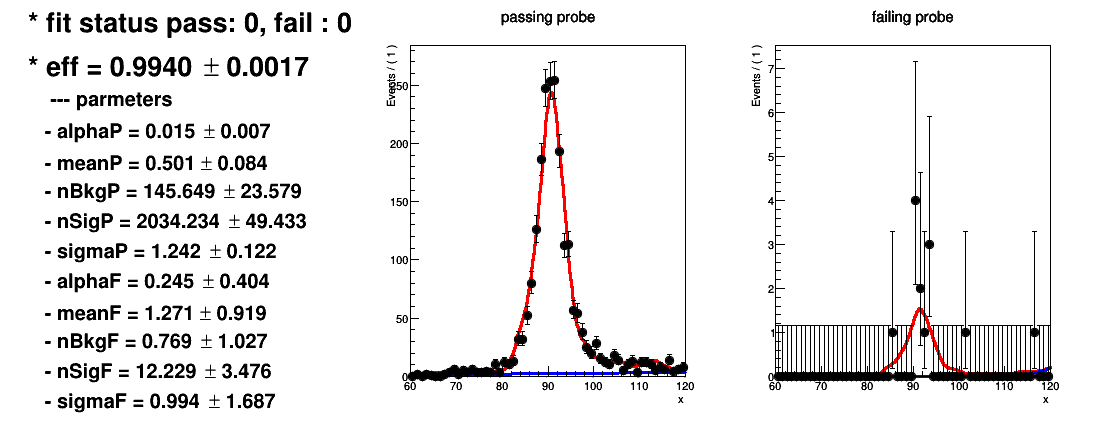 * fit status pass: 0, fail : 0
* eff = 0.9940 ± 0.0017
--- parmeters
- alphaP = 0.015 ± 0.007
- meanP = 0.501 ± 0.084
- nBkgP = 145.649 ± 23.579
- nSigP = 2034.234 ± 49.433
- sigmaP = 1.242 ± 0.122
- alphaF = 0.245 ± 0.404
- meanF = 1.271 ± 0.919
- nBkgF = 0.769 ± 1.027
- nSigF = 12.229 ± 3.476
- sigmaF = 0.994 ± 1.687
passing probe
Events / ( 1 )
250
200
150
100
50
0
60 70 80 90 100 110 120
x
failing probe
Events / ( 1 )
7
6
5
4
3
2
1
0
60 70 80 90 100 110 120
x